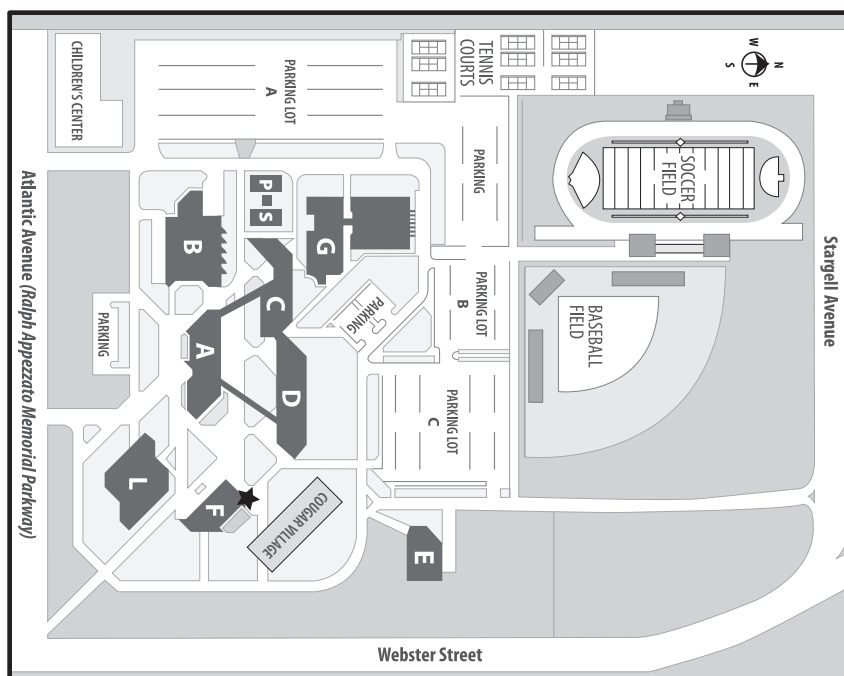 CHILDREN'S CENTER
PARKING LOT
A
TENNIS
COURTS
N
W
E
S
PARKING
SOCCER
FIELD
Stargell Avenue
P
S
G
B
C
PARKING
PARKING LOT
B
BASEBALL
FIELD
PARKING
A
D
PARKING LOT
C
L
F
COUGAR VILLAGE
E
Atlantic Avenue (Ralph Appezzato Memorial Parkway)
Webster Street